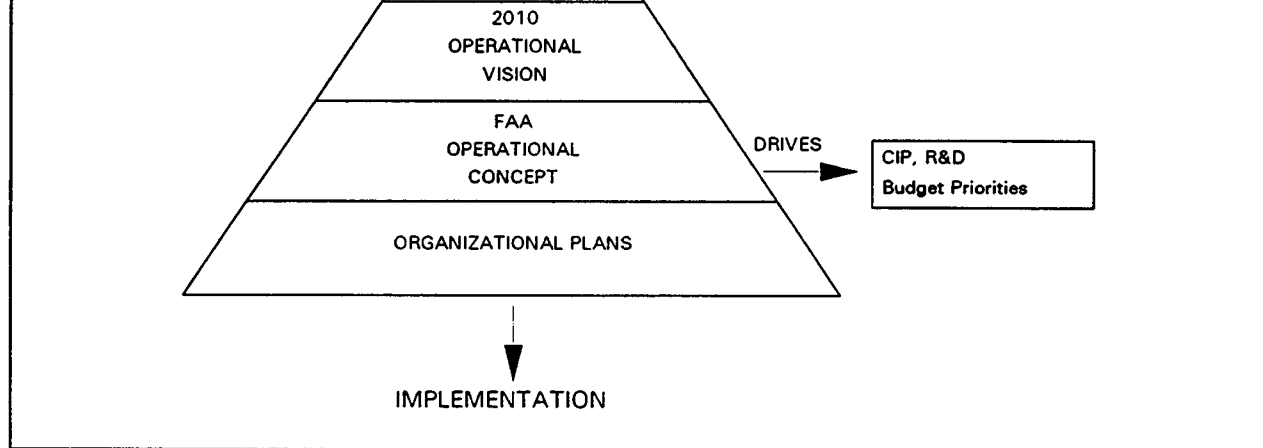 2010
OPERATIONAL
VISION
FAA
OPERATIONAL
CONCEPT
DRIVES
CIP, R&D
Budget Priorities
ORGANIZATIONAL PLANS
IMPLEMENTATION